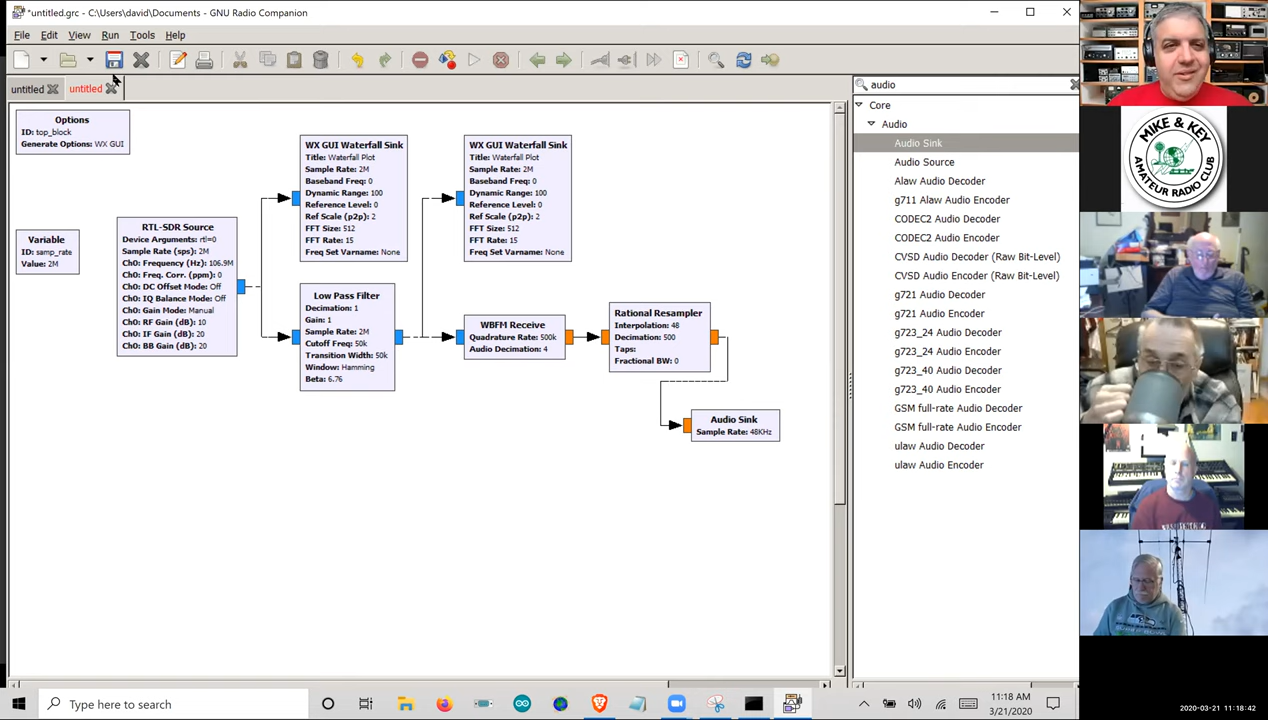 *untitled.grc - C:\Users\david\Documents - GNU Radio Companion
File Edit View Run Tools Help
untitled untitled
Options
ID: top_block
Generate Options: WX GUI
Variable
ID: samp_rate
Value: 2M
RTL-SDR Source
Device Arguments: rtl=0
Sample Rate (sps): 2M
Ch0: Frequency (Hz): 106.9M
Ch0: Freq. Corr. (ppm): 0
Ch0: DC Offset Mode: Off
Ch0: IQ Balance Mode: Off
Ch0: Gain Mode: Manual
Ch0: RF Gain (dB): 10
Ch0: IF Gain (dB): 20
Ch0: BB Gain (dB): 20
WX GUI Waterfall Sink
Title: Waterfall Plot
Sample Rate: 2M
Baseband Freq: 0
Dynamic Range: 100
Reference Level: 0
Ref Scale (p2p): 2
FFT Size: 512
FFT Rate: 15
Freq Set Varname: None
WX GUI Waterfall Sink
Title: Waterfall Plot
Sample Rate: 2M
Baseband Freq: 0
Dynamic Range: 100
Reference Level: 0
Ref Scale (p2p): 2
FFT Size: 512
FFT Rate: 15
Freq Set Varname: None
Low Pass Filter
Decimation: 1
Gain: 1
Sample Rate: 2M
Cutoff Freq: 50k
Transition Width: 50k
Window: Hamming
Beta: 6.76
WBFM Receive
Quadrature Rate: 500k
Audio Decimation: 4
Rational Resampler
Interpolation: 48
Decimation: 500
Taps:
Fractional BW: 0
Audio Sink
Sample Rate: 48KHz
audio
Core
Audio
Audio Sink
Audio Source
Alaw Audio Decoder
g711 Alaw Audio Encoder
CODEC2 Audio Decoder
CODEC2 Audio Encoder
CVSD Audio Decoder (Raw Bit-Level)
CVSD Audio Encoder (Raw Bit-Level)
g721 Audio Decoder
g721 Audio Encoder
g723_24 Audio Decoder
g723_24 Audio Encoder
g723_40 Audio Decoder
g723_40 Audio Encoder
GSM full-rate Audio Decoder
GSM full-rate Audio Encoder
ulaw Audio Decoder
ulaw Audio Encoder
MIKE & KEY
AMATEUR RADIO CLUB
Type here to search
11:18 AM
3/21/2020
2020-03-21 11:18:42